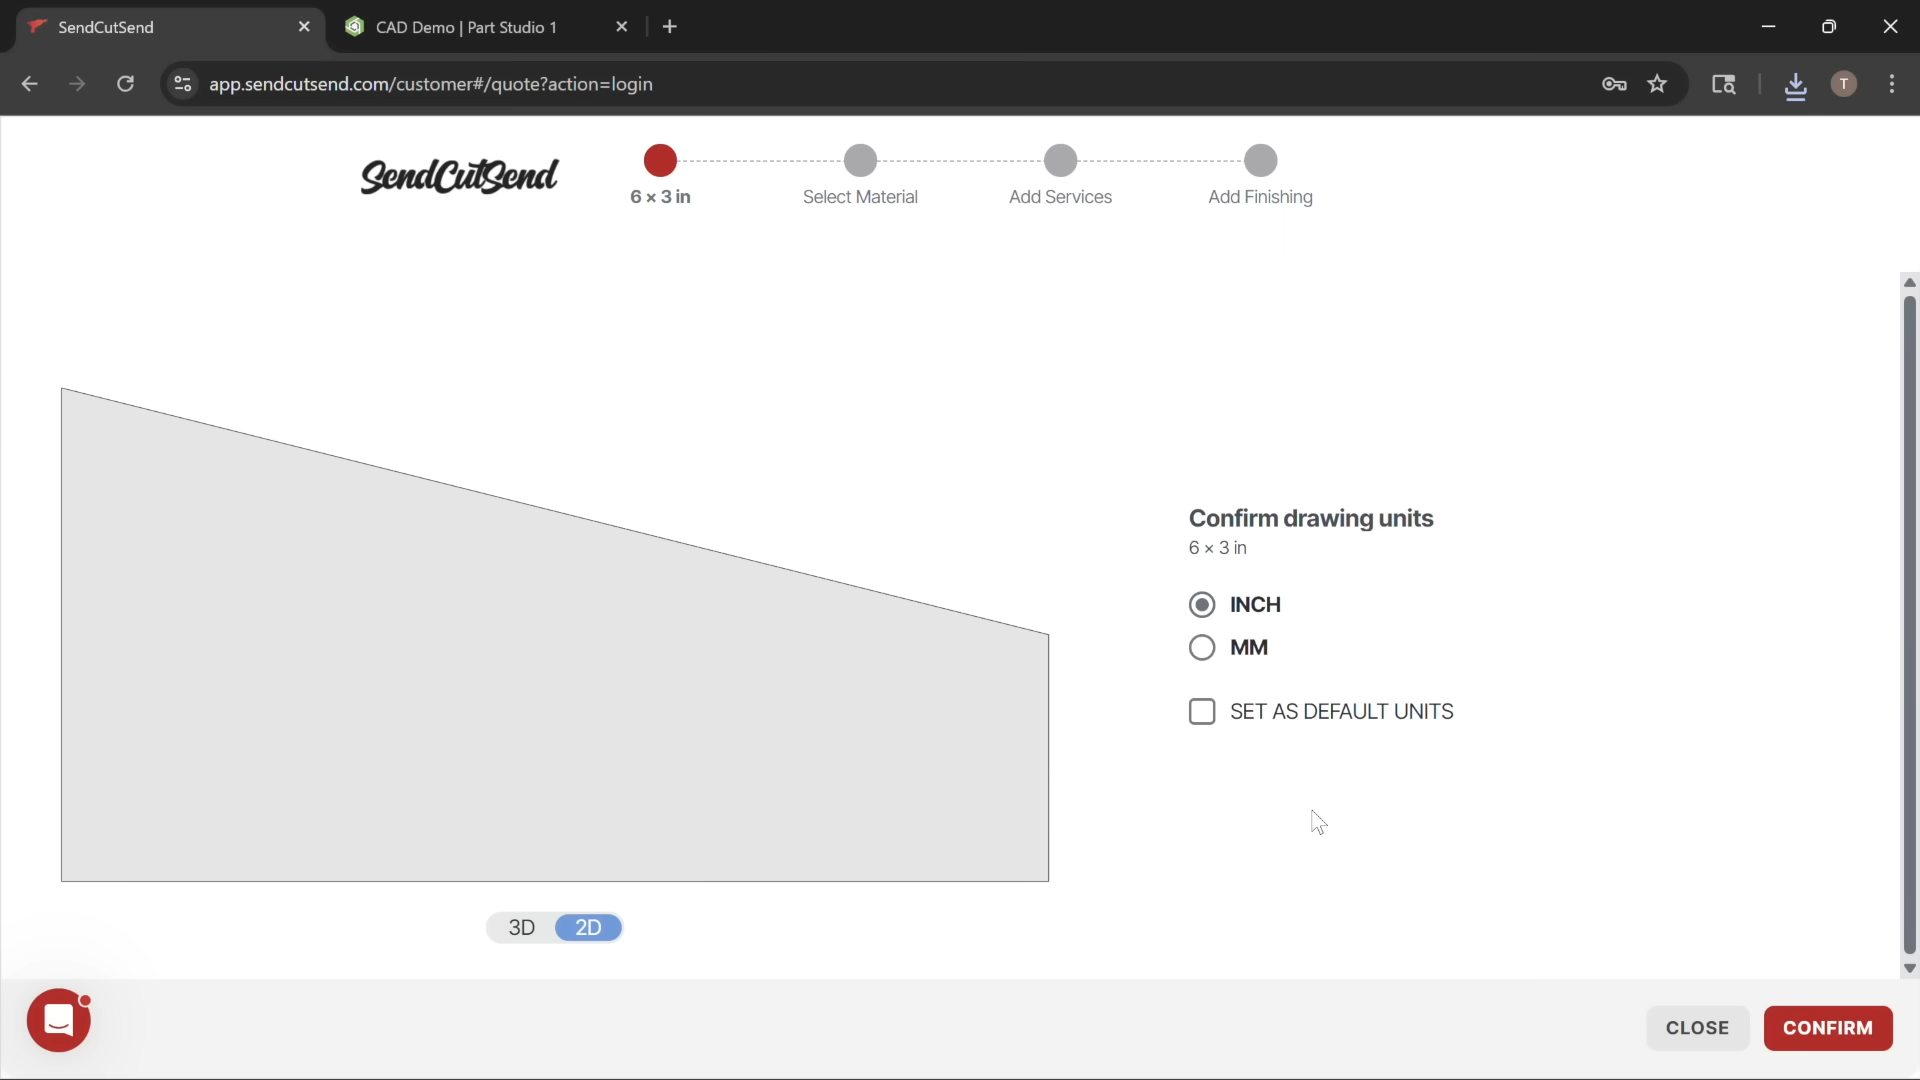 SendCutSend
CAD Demo | Part Studio 1
app.sendcutsend.com/customer#/quote?action=login
T
SendCutSend
6 × 3 in
Select Material
Add Services
Add Finishing
Confirm drawing units
6 × 3 in
INCH
MM
SET AS DEFAULT UNITS
3D 2D
CLOSE CONFIRM